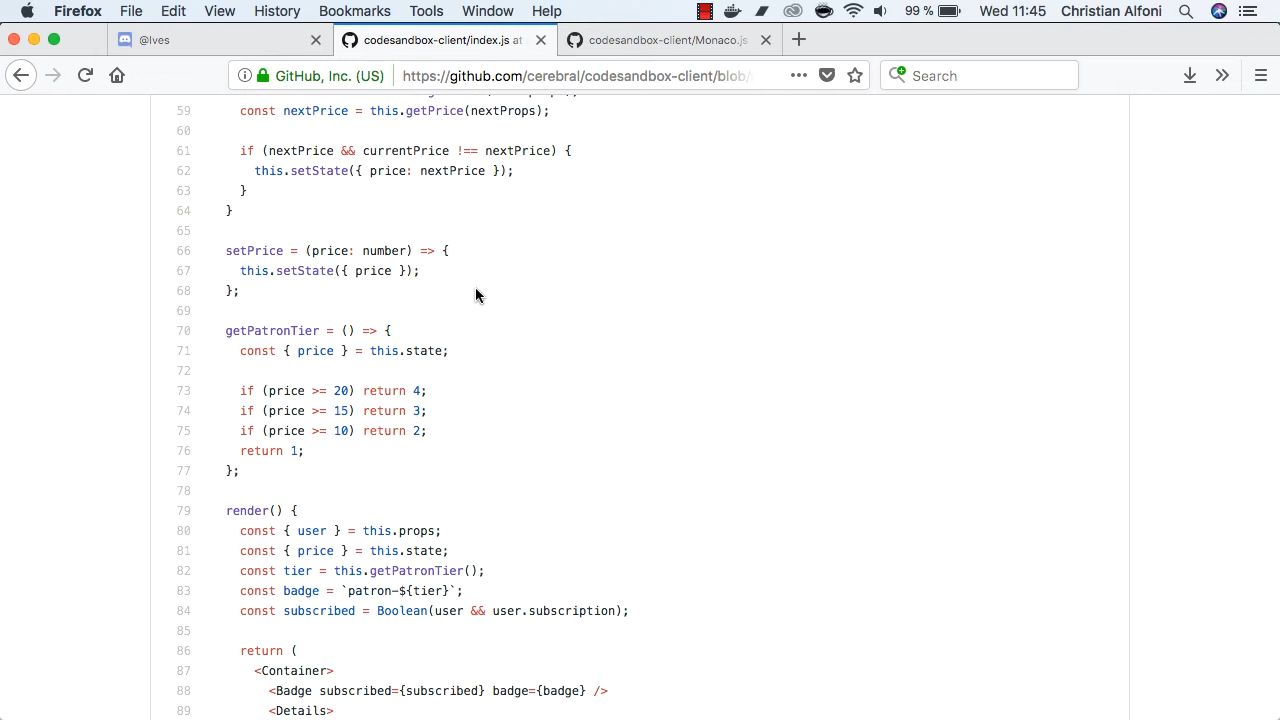 Firefox File Edit View History Bookmarks Tools Window Help 99 % Wed 11:45 Christian Alfoni
@Ives codesandbox-client/index.js at codesandbox-client/Monaco.js
GitHub, Inc. (US) https://github.com/cerebral/codesandbox-client/blob/ Search
59 const nextPrice = this.getPrice(nextProps);
60
61 if (nextPrice && currentPrice !== nextPrice) {
62 this.setState({ price: nextPrice });
63 }
64 }
65
66 setPrice = (price: number) => {
67 this.setState({ price });
68 };
69
70 getPatronTier = () => {
71 const { price } = this.state;
72
73 if (price >= 20) return 4;
74 if (price >= 15) return 3;
75 if (price >= 10) return 2;
76 return 1;
77 };
78
79 render() {
80 const { user } = this.props;
81 const { price } = this.state;
82 const tier = this.getPatronTier();
83 const badge = `patron-${tier}`;
84 const subscribed = Boolean(user && user.subscription);
85
86 return (
87 <Container>
88 <Badge subscribed={subscribed} badge={badge} />
89 <Details>